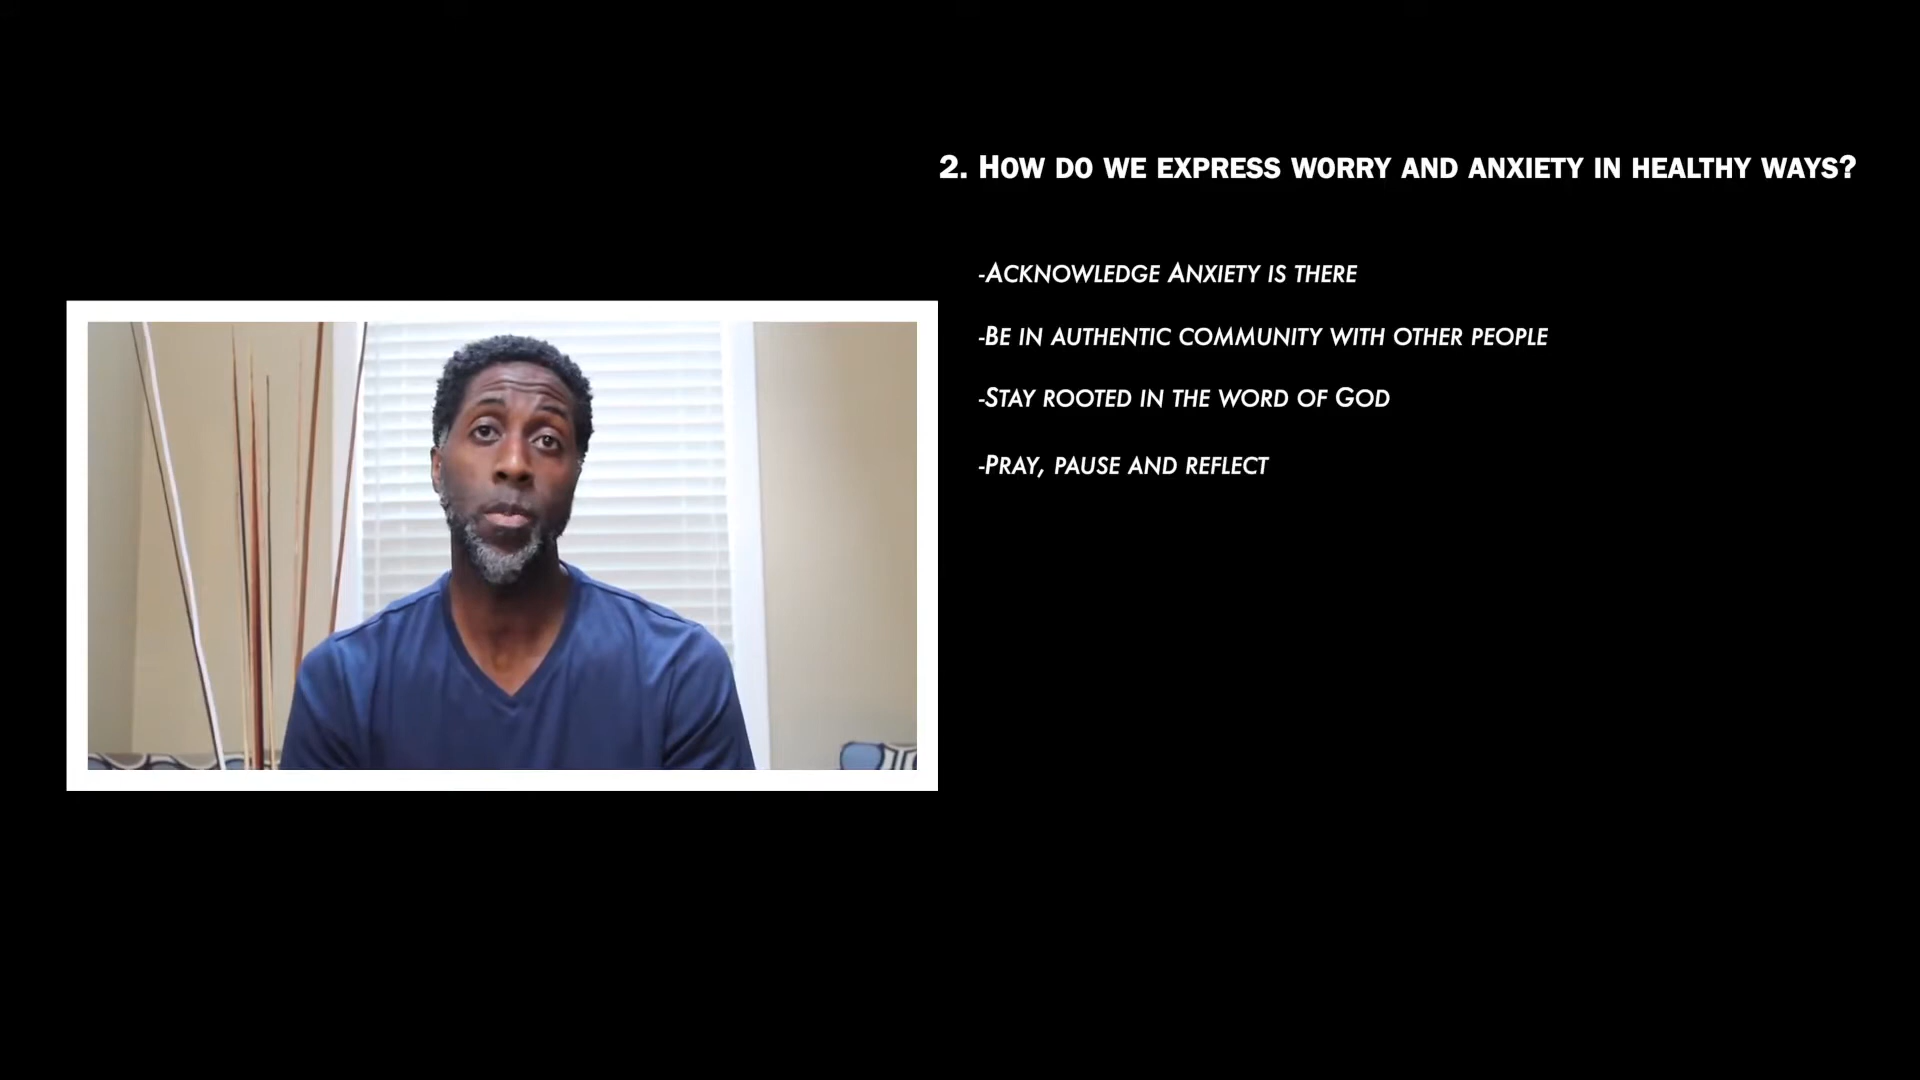 2. How do we express worry and anxiety in healthy ways?
-Acknowledge Anxiety is there
-Be in authentic community with other people
-Stay rooted in the word of God
-Pray, pause and reflect